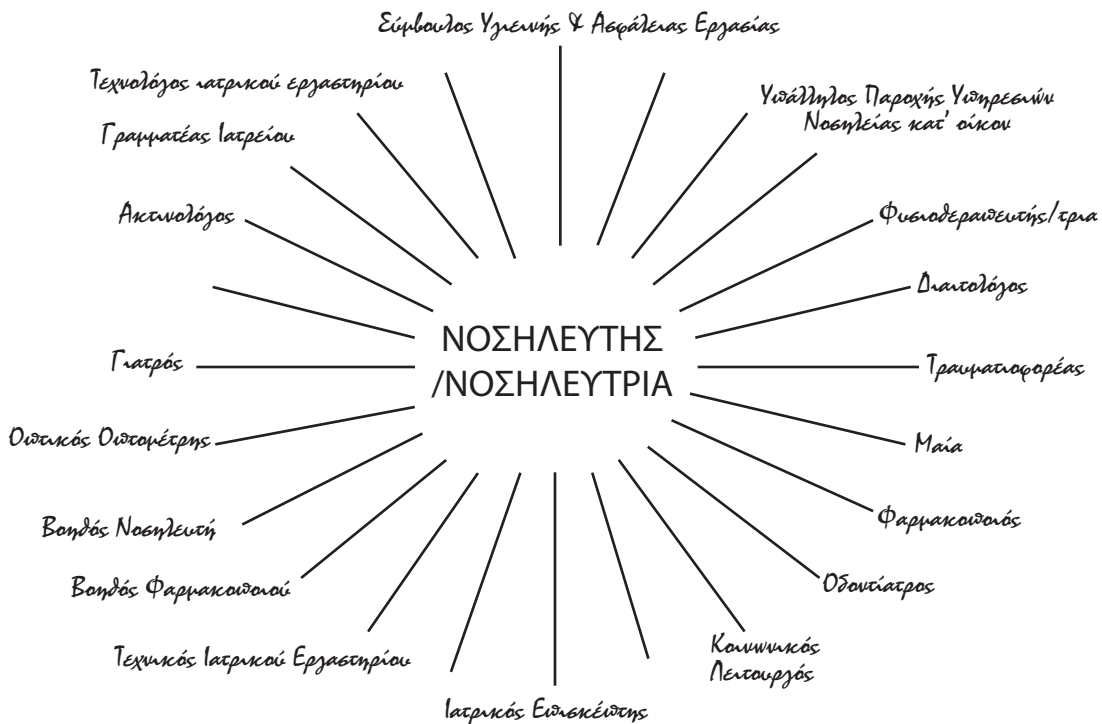 Σύμβουλος Υγιεινής & Ασφάλειας Εργασίας
Τεχνολόγος ιατρικού εργαστηρίου
Υπάλληλος Παροχής Υπηρεσιών
Νοσηλείας κατ' οίκον
Γραμματέας Ιατρείου
Ακτινολόγος
Φυσιοθεραπευτής/τρια
Διαιτολόγος
ΝΟΣΗΛΕΥΤΗΣ
/ΝΟΣΗΛΕΥΤΡΙΑ
Γιατρός
Τραυματιοφορέας
Οπτικός Οπτομέτρης
Μαία
Βοηθός Νοσηλευτή
Φαρμακοποιός
Βοηθός Φαρμακοποιού
Οδοντίατρος
Τεχνικός Ιατρικού Εργαστηρίου
Κοινωνικός
Λειτουργός
Ιατρικός Επισκέπτης